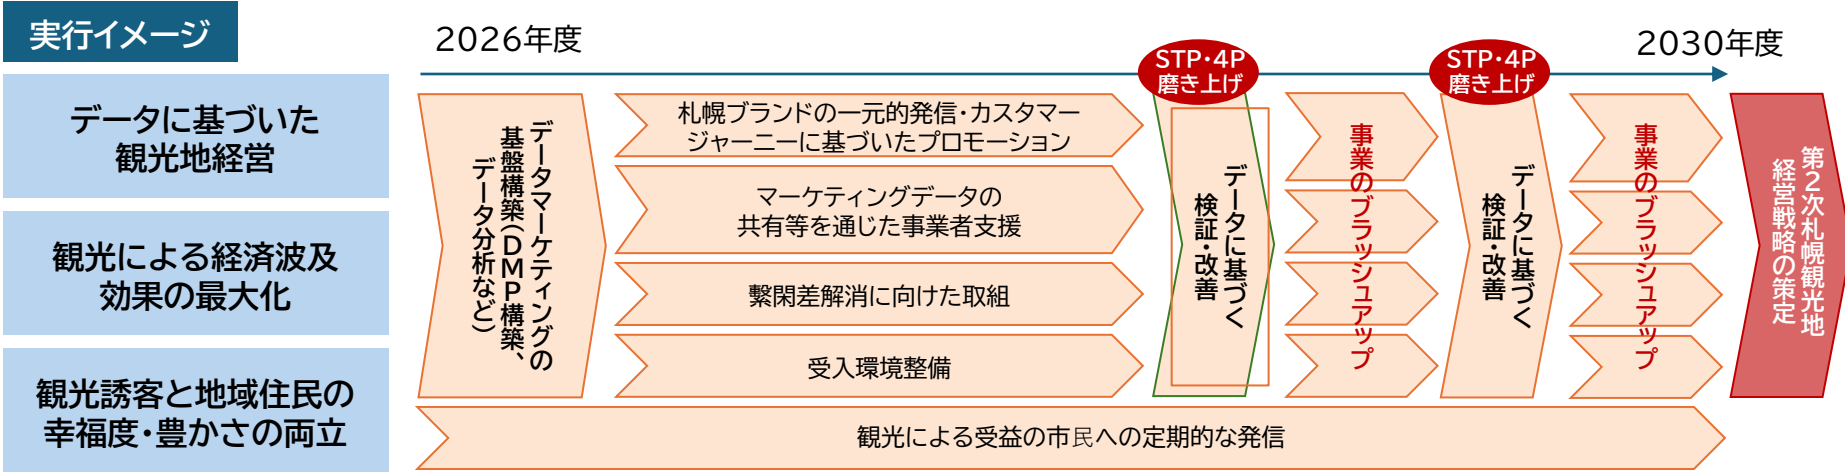 実行イメージ
2026年度
2030年度
STP・4P
磨き上げ
STP・4P
磨き上げ
データに基づいた
観光地経営
観光による経済波及
効果の最大化
観光誘客と地域住民の
幸福度・豊かさの両立
データマーケティングの
基盤構築（DMP構築、
データ分析など）
札幌ブランドの一元的発信・カスタマー
ジャーニーに基づいたプロモーション
マーケティングデータの
共有等を通じた事業者支援
繁閑差解消に向けた取組
受入環境整備
データに基づく
検証・改善
事業のブラッシュアップ
データに基づく
検証・改善
事業のブラッシュアップ
第2次札幌観光地
経営戦略の策定
観光による受益の市民への定期的な発信